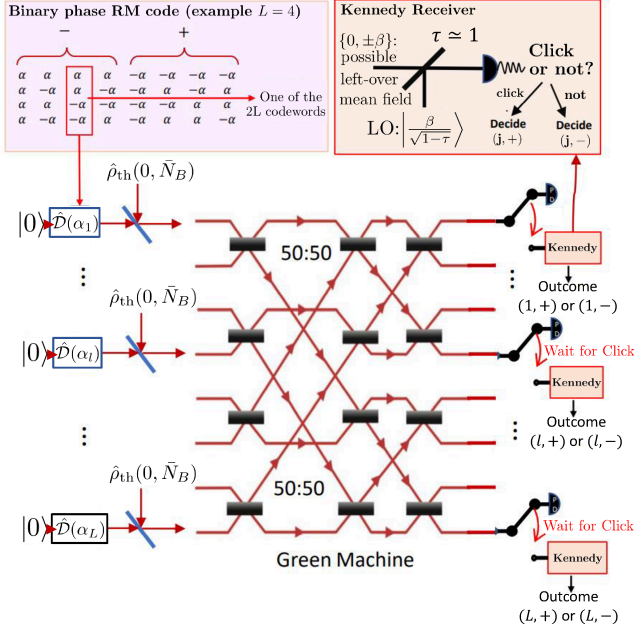 Binary phase RM code (example L = 4)
− +
α α α α −α −α −α −α
α −α α −α −α α −α α
α α −α −α −α −α α α
α −α −α α −α α α −α
One of the
2L codewords
Kennedy Receiver
{0, ±β}:
possible
left-over
mean field
τ ≃ 1
LO: |β/√(1−τ)⟩
Click
or not?
click
not
Decide
(j, +)
Decide
(j, −)
|0⟩ D̂(α₁)
ρ̂th(0, N̄B)
⋮
|0⟩ D̂(αl)
ρ̂th(0, N̄B)
⋮
|0⟩ D̂(αL)
ρ̂th(0, N̄B)
50:50
50:50
Green Machine
PD
Kennedy
Outcome
(1, +) or (1, −)
⋮
PD
Wait for Click
Kennedy
Outcome
(l, +) or (l, −)
⋮
PD
Wait for Click
Kennedy
Outcome
(L, +) or (L, −)